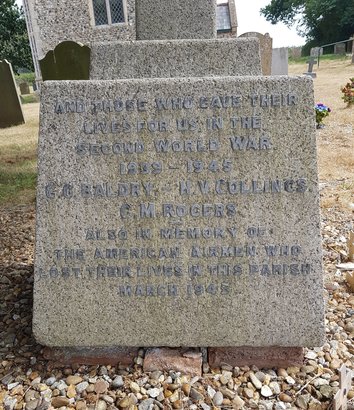 AND THOSE WHO GAVE THEIR
LIVES FOR US IN THE
SECOND WORLD WAR.
1939 - 1945
C.G. BALDRY. H.V. COLLINGS.
C.M. ROGERS.
ALSO IN MEMORY OF
THE AMERICAN AIRMEN WHO
LOST THEIR LIVES IN THIS PARISH
MARCH 1945